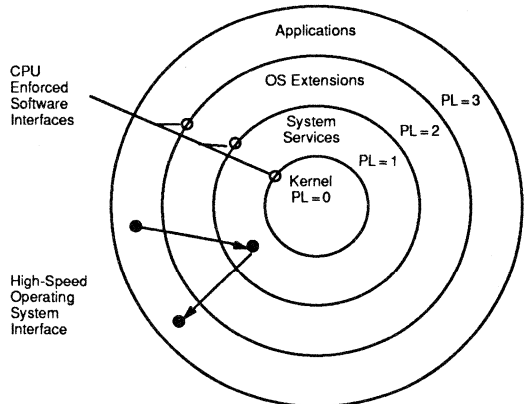 Applications
CPU
Enforced
Software
Interfaces
OS Extensions
PL = 3
System
Services
PL = 2
PL = 1
Kernel
PL = 0
High-Speed
Operating
System
Interface